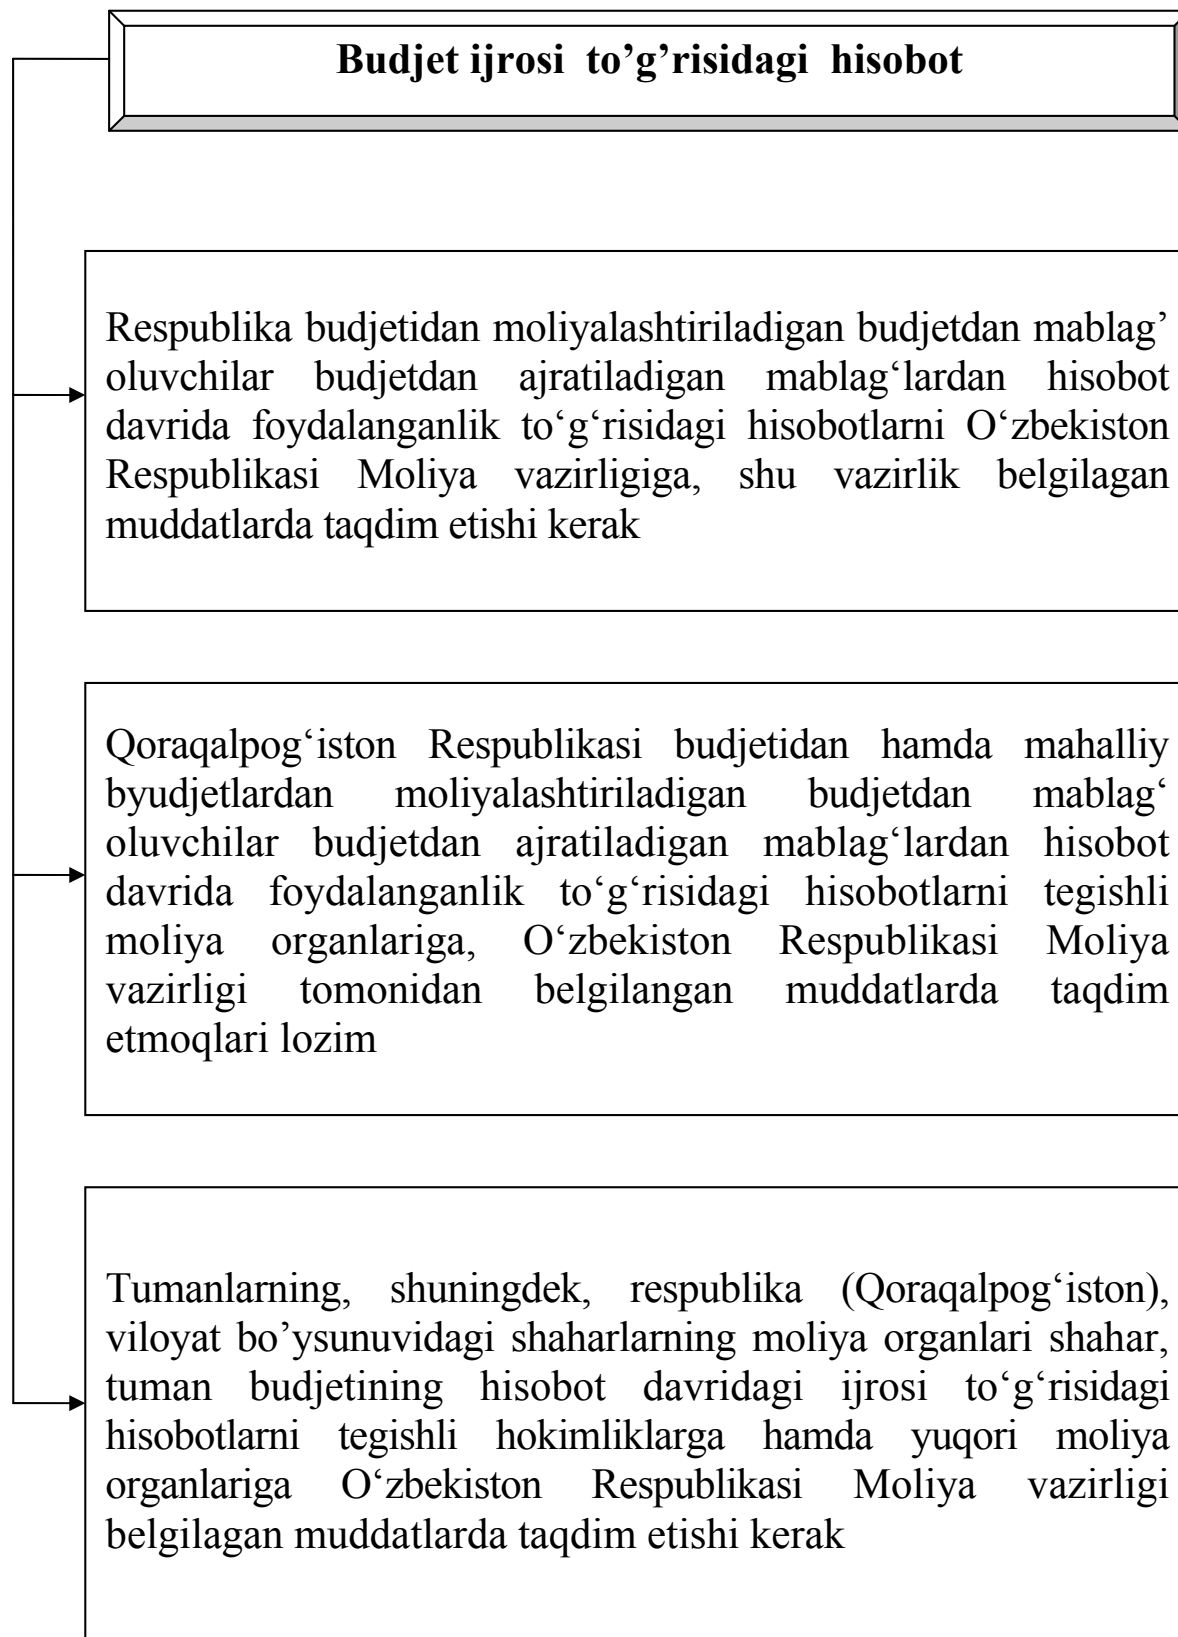 Budjet ijrosi to’g’risidagi hisobot
Respublika budjetidan moliyalashtiriladigan budjetdan mablag’
oluvchilar budjetdan ajratiladigan mablag‘lardan hisobot
davrida foydalanganlik to‘g‘risidagi hisobotlarni O‘zbekiston
Respublikasi Moliya vazirligiga, shu vazirlik belgilagan
muddatlarda taqdim etishi kerak
Qoraqalpog‘iston Respublikasi budjetidan hamda mahalliy
byudjetlardan moliyalashtiriladigan budjetdan mablag‘
oluvchilar budjetdan ajratiladigan mablag‘lardan hisobot
davrida foydalanganlik to‘g‘risidagi hisobotlarni tegishli
moliya organlariga, O‘zbekiston Respublikasi Moliya
vazirligi tomonidan belgilangan muddatlarda taqdim
etmoqlari lozim
Tumanlarning, shuningdek, respublika (Qoraqalpog‘iston),
viloyat bo’ysunuvidagi shaharlarning moliya organlari shahar,
tuman budjetining hisobot davridagi ijrosi to‘g‘risidagi
hisobotlarni tegishli hokimliklarga hamda yuqori moliya
organlariga O‘zbekiston Respublikasi Moliya vazirligi
belgilagan muddatlarda taqdim etishi kerak